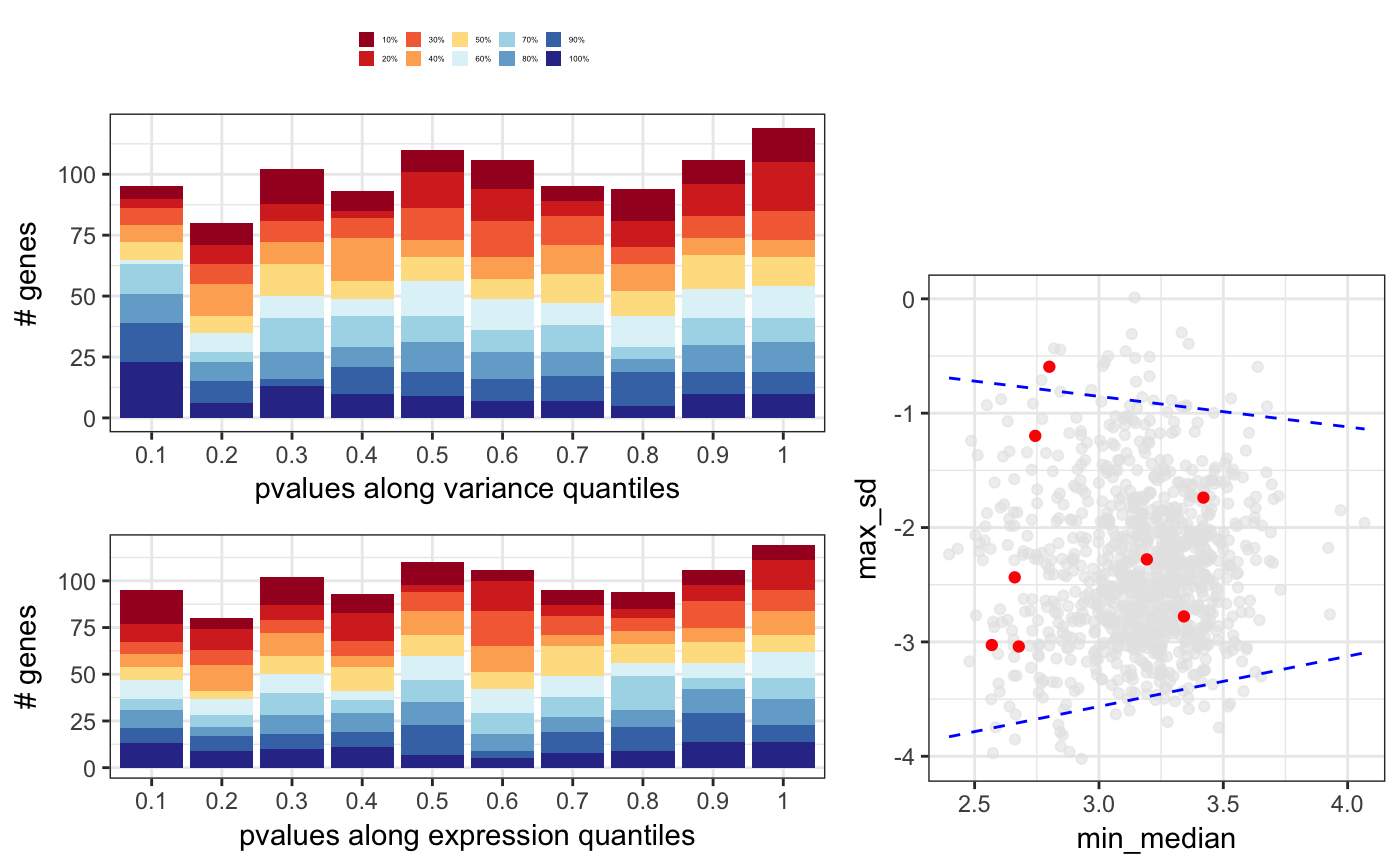 10% 30% 50% 70% 90%
20% 40% 60% 80% 100%
# genes
100
75
50
25
0
0.1 0.2 0.3 0.4 0.5 0.6 0.7 0.8 0.9 1
pvalues along variance quantiles
# genes
100
75
50
25
0
0.1 0.2 0.3 0.4 0.5 0.6 0.7 0.8 0.9 1
pvalues along expression quantiles
max_sd
0
-1
-2
-3
-4
2.5 3.0 3.5 4.0
min_median